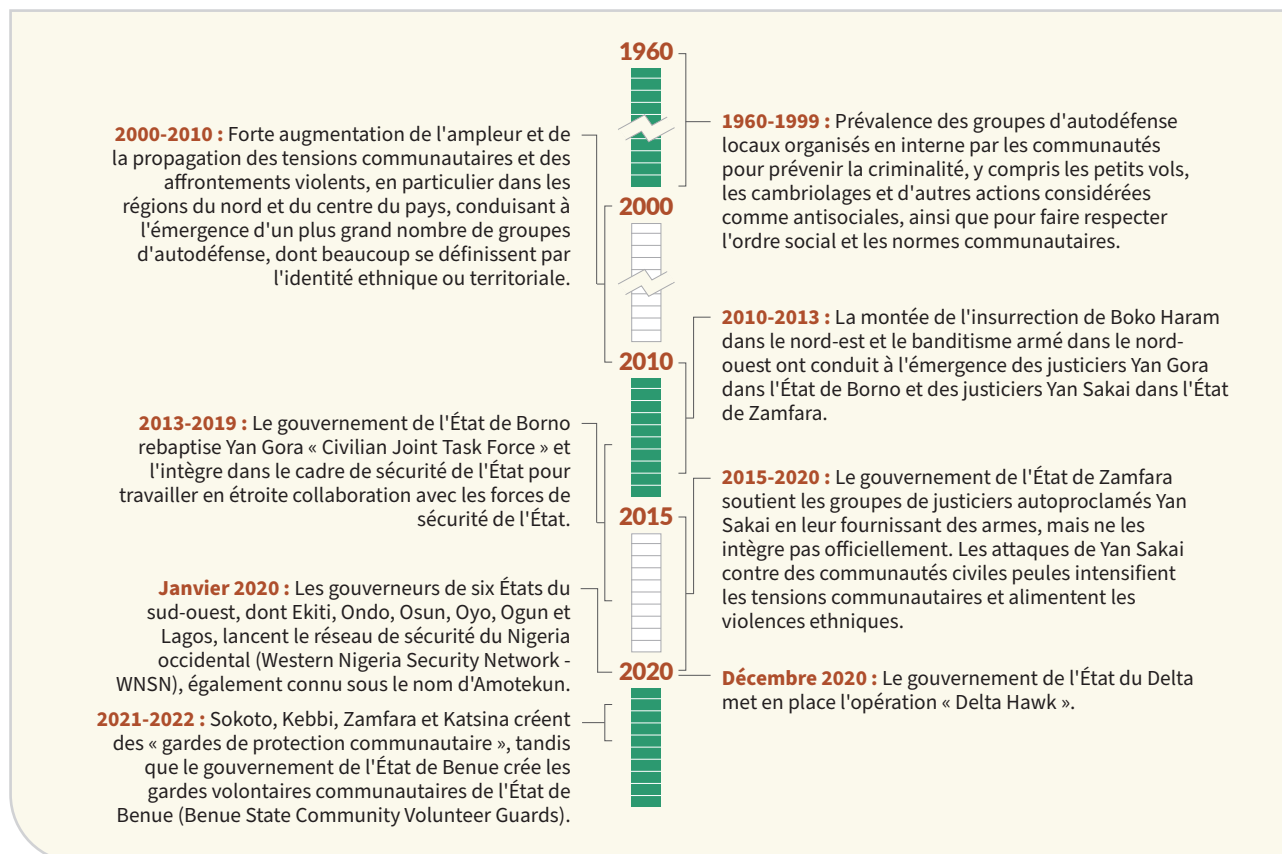 1960
1960-1999 : Prévalence des groupes d'autodéfense
locaux organisés en interne par les communautés
pour prévenir la criminalité, y compris les petits vols,
les cambriolages et d'autres actions considérées
comme antisociales, ainsi que pour faire respecter
l'ordre social et les normes communautaires.
2000-2010 : Forte augmentation de l'ampleur et de
la propagation des tensions communautaires et des
affrontements violents, en particulier dans les
régions du nord et du centre du pays, conduisant à
l'émergence d'un plus grand nombre de groupes
d'autodéfense, dont beaucoup se définissent par
l'identité ethnique ou territoriale.
2000
2010-2013 : La montée de l'insurrection de Boko Haram
dans le nord-est et le banditisme armé dans le nord-
ouest ont conduit à l'émergence des justiciers Yan Gora
dans l'État de Borno et des justiciers Yan Sakai dans l'État
de Zamfara.
2010
2013-2019 : Le gouvernement de l'État de Borno
rebaptise Yan Gora « Civilian Joint Task Force » et
l'intègre dans le cadre de sécurité de l'État pour
travailler en étroite collaboration avec les forces de
sécurité de l'État.
2015-2020 : Le gouvernement de l'État de Zamfara
soutient les groupes de justiciers autoproclamés Yan
Sakai en leur fournissant des armes, mais ne les
intègre pas officiellement. Les attaques de Yan Sakai
contre des communautés civiles peules intensifient
les tensions communautaires et alimentent les
violences ethniques.
2015
Janvier 2020 : Les gouverneurs de six États du
sud-ouest, dont Ekiti, Ondo, Osun, Oyo, Ogun et
Lagos, lancent le réseau de sécurité du Nigeria
occidental (Western Nigeria Security Network -
WNSN), également connu sous le nom d'Amotekun.
2020
Décembre 2020 : Le gouvernement de l'État du Delta
met en place l'opération « Delta Hawk ».
2021-2022 : Sokoto, Kebbi, Zamfara et Katsina créent
des « gardes de protection communautaire », tandis
que le gouvernement de l'État de Benue crée les
gardes volontaires communautaires de l'État de
Benue (Benue State Community Volunteer Guards).